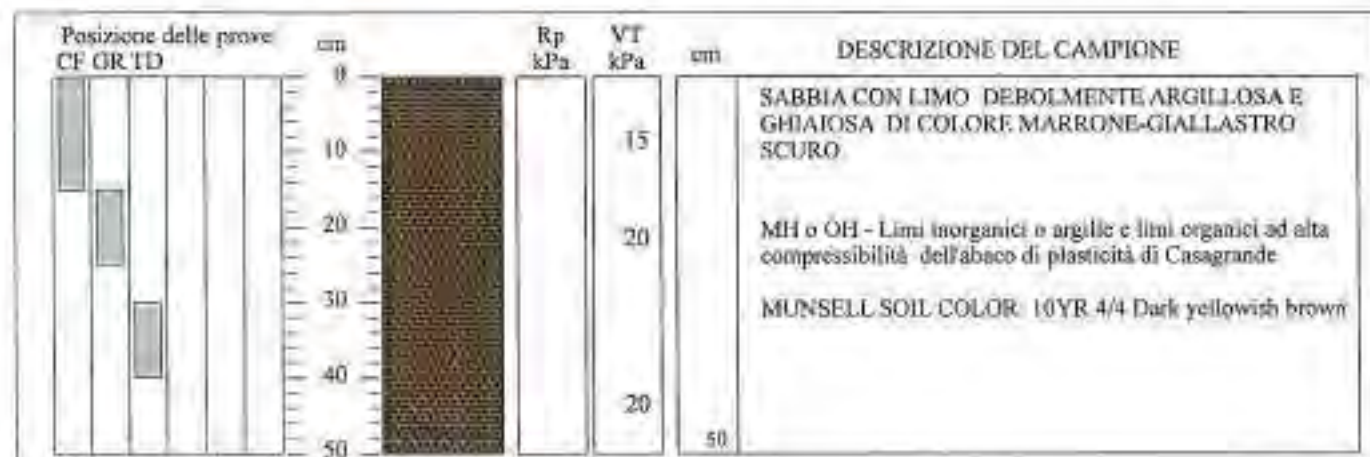 Posizione delle prove
CF GR TD
cm
0
10
20
30
40
50
Rp
kPa
VT
kPa
15
20
20
cm
50
DESCRIZIONE DEL CAMPIONE
SABBIA CON LIMO DEBOLMENTE ARGILLOSA E
GHIAIOSA DI COLORE MARRONE-GIALLASTRO
SCURO
MH o OH - Limi inorganici o argille e limi organici ad alta
compressibilità dell'abaco di plasticità di Casagrande
MUNSELL SOIL COLOR 10YR 4/4 Dark yellowish brown